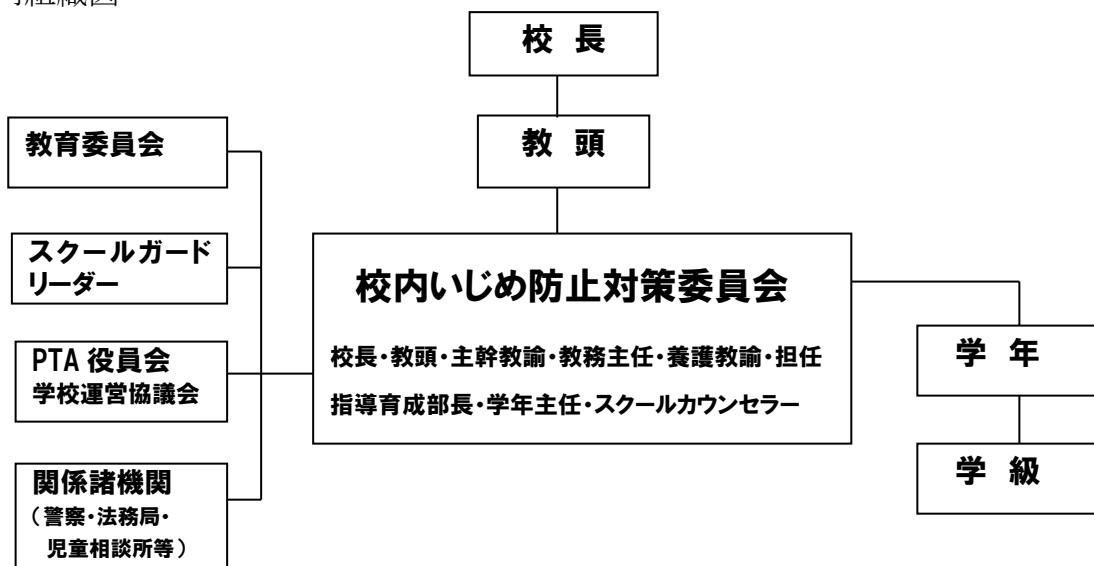 組織図
校 長
教 頭
教育委員会
スクールガード
リーダー
PTA 役員会
学校運営協議会
関係諸機関
（警察・法務局・
児童相談所等）
校内いじめ防止対策委員会
校長・教頭・主幹教諭・教務主任・養護教諭・担任
指導育成部長・学年主任・スクールカウンセラー
学 年
学 級